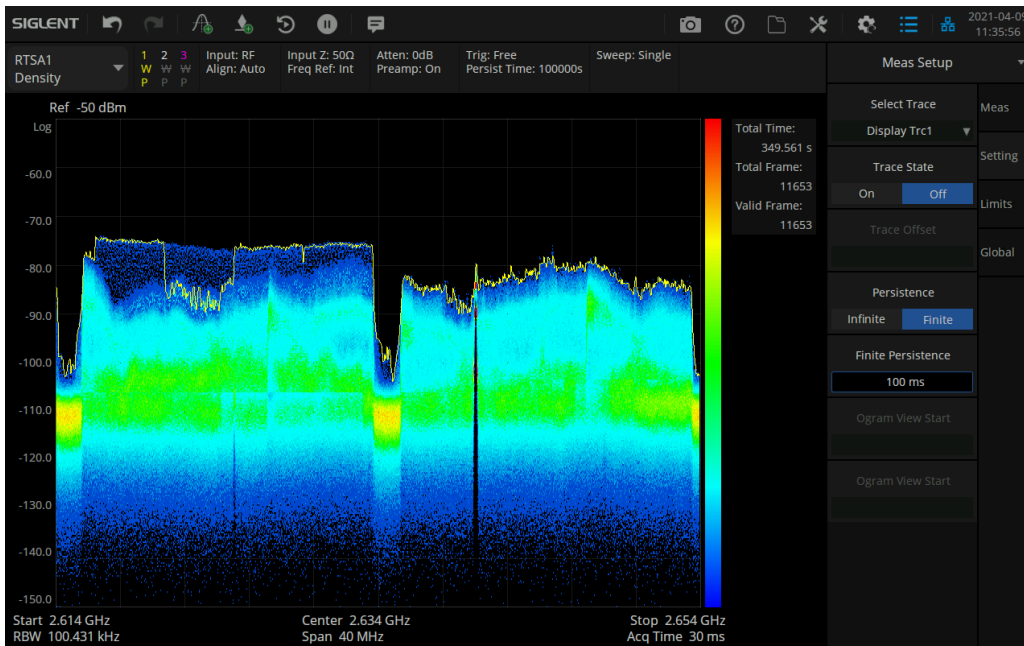 SIGLENT
2021-04-09
11:35:56
RTSA1
Density
1 2 3
W W W
P P P
Input: RF
Align: Auto
Input Z: 50Ω
Freq Ref: Int
Atten: 0dB
Preamp: On
Trig: Free
Persist Time: 100000s
Sweep: Single
Meas Setup
Ref -50 dBm
Log
-60.0
-70.0
-80.0
-90.0
-100.0
-110.0
-120.0
-130.0
-140.0
-150.0
Total Time:
349.561 s
Total Frame:
11653
Valid Frame:
11653
Select Trace
Display Trc1
Trace State
On Off
Trace Offset
Persistence
Infinite Finite
Finite Persistence
100 ms
Ogram View Start
Ogram View Start
Meas
Setting
Limits
Global
Start 2.614 GHz
Center 2.634 GHz
Stop 2.654 GHz
RBW 100.431 kHz
Span 40 MHz
Acq Time 30 ms